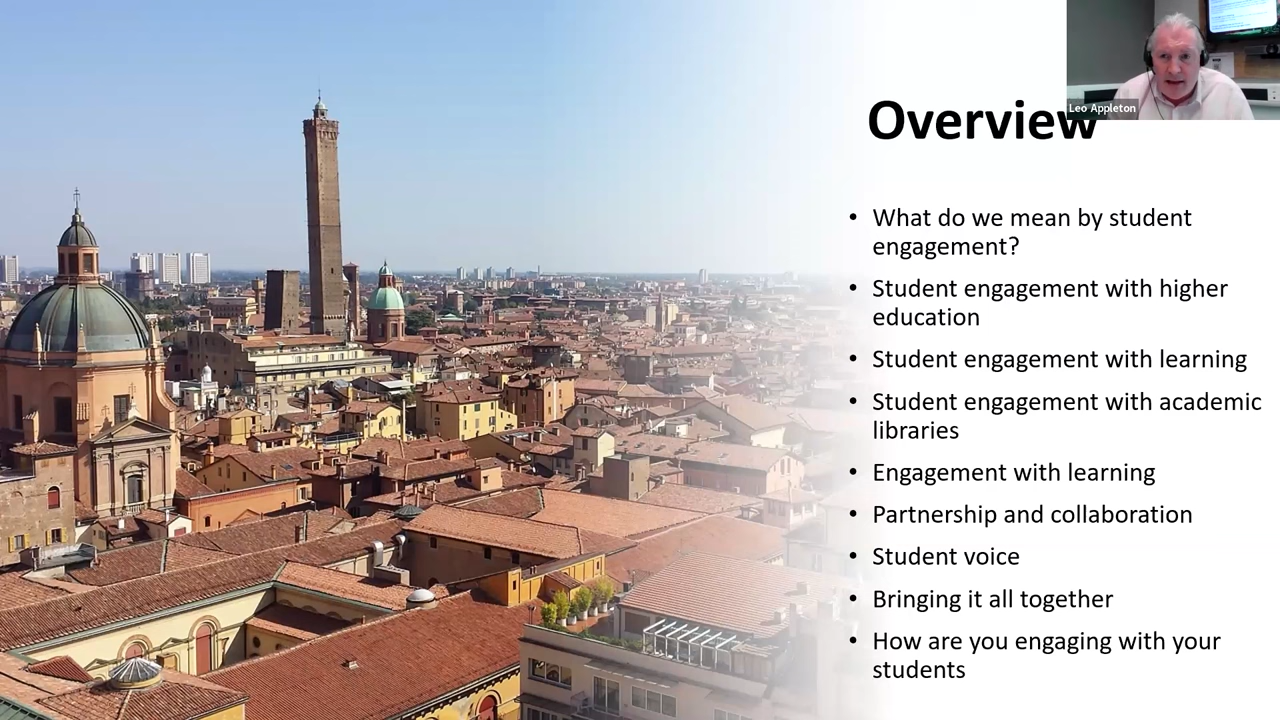 Leo Appleton
Overview
• What do we mean by student
engagement?
• Student engagement with higher
education
• Student engagement with learning
• Student engagement with academic
libraries
• Engagement with learning
• Partnership and collaboration
• Student voice
• Bringing it all together
• How are you engaging with your
students